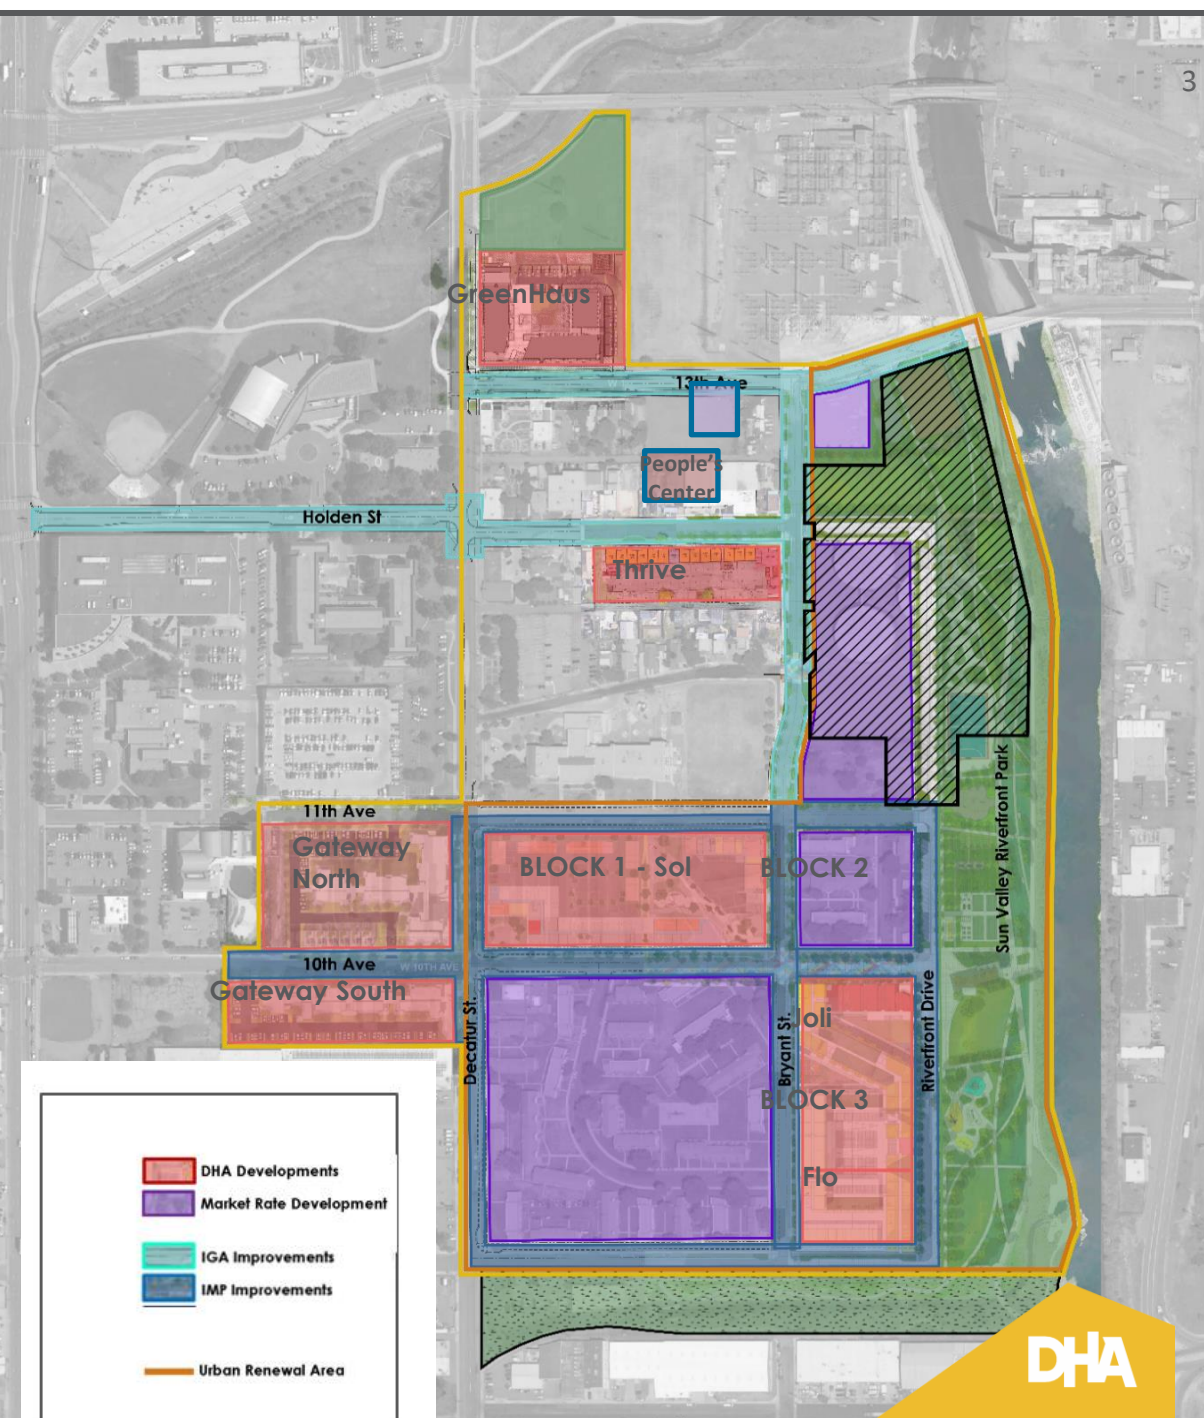 3
GreenHaus
13th Ave
People's
Center
Holden St
Thrive
Sun Valley Riverfront Park
11th Ave
Gateway
North
BLOCK 1 - Sol
BLOCK 2
10th Ave
W 10TH AVE
Gateway South
Decatur St.
Bryant St.
Joli
Riverfront Drive
BLOCK 3
Flo
DHA Developments
Market Rate Development
IGA Improvements
IMP Improvements
Urban Renewal Area
DHA